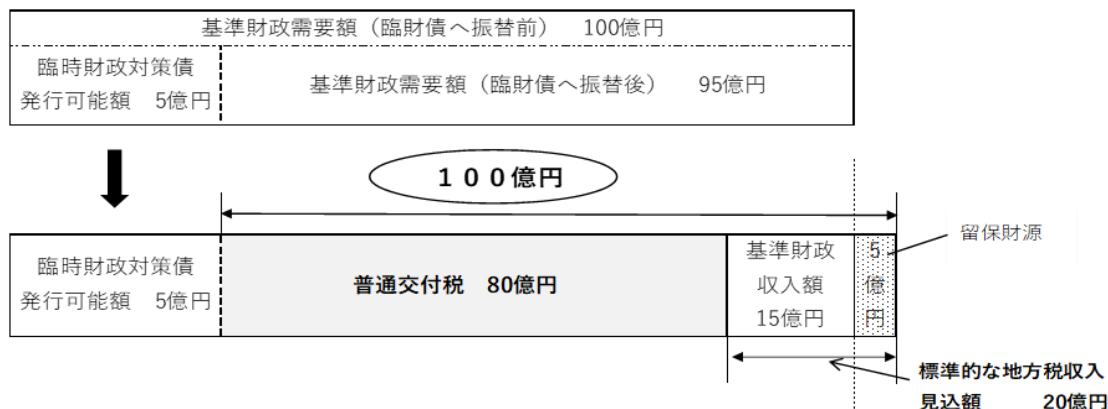 基準財政需要額（臨財債へ振替前）　100億円
臨時財政対策債
発行可能額　5億円
基準財政需要額（臨財債へ振替後）　95億円
１００億円
臨時財政対策債
発行可能額　5億円
普通交付税　80億円
基準財政
収入額
15億円
5
億
円
留保財源
標準的な地方税収入
見込額　20億円